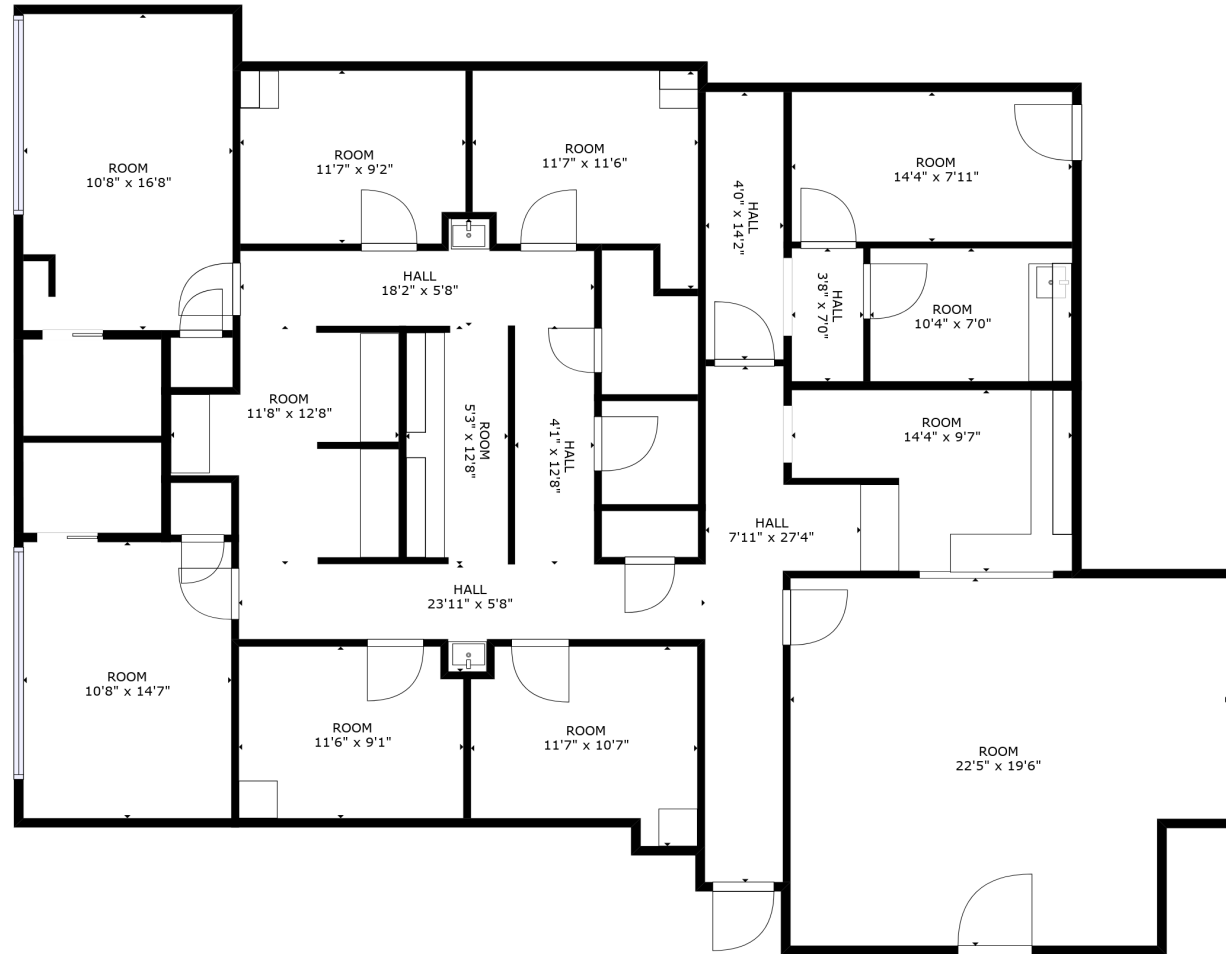 ROOM
10'8" x 16'8"
ROOM
11'7" x 9'2"
ROOM
11'7" x 11'6"
HALL
4'0" x 14'2"
ROOM
14'4" x 7'11"
HALL
18'2" x 5'8"
HALL
3'8" x 7'0"
ROOM
10'4" x 7'0"
ROOM
11'8" x 12'8"
ROOM
5'3" x 12'8"
HALL
4'1" x 12'8"
ROOM
14'4" x 9'7"
HALL
7'11" x 27'4"
HALL
23'11" x 5'8"
ROOM
10'8" x 14'7"
ROOM
11'6" x 9'1"
ROOM
11'7" x 10'7"
ROOM
22'5" x 19'6"